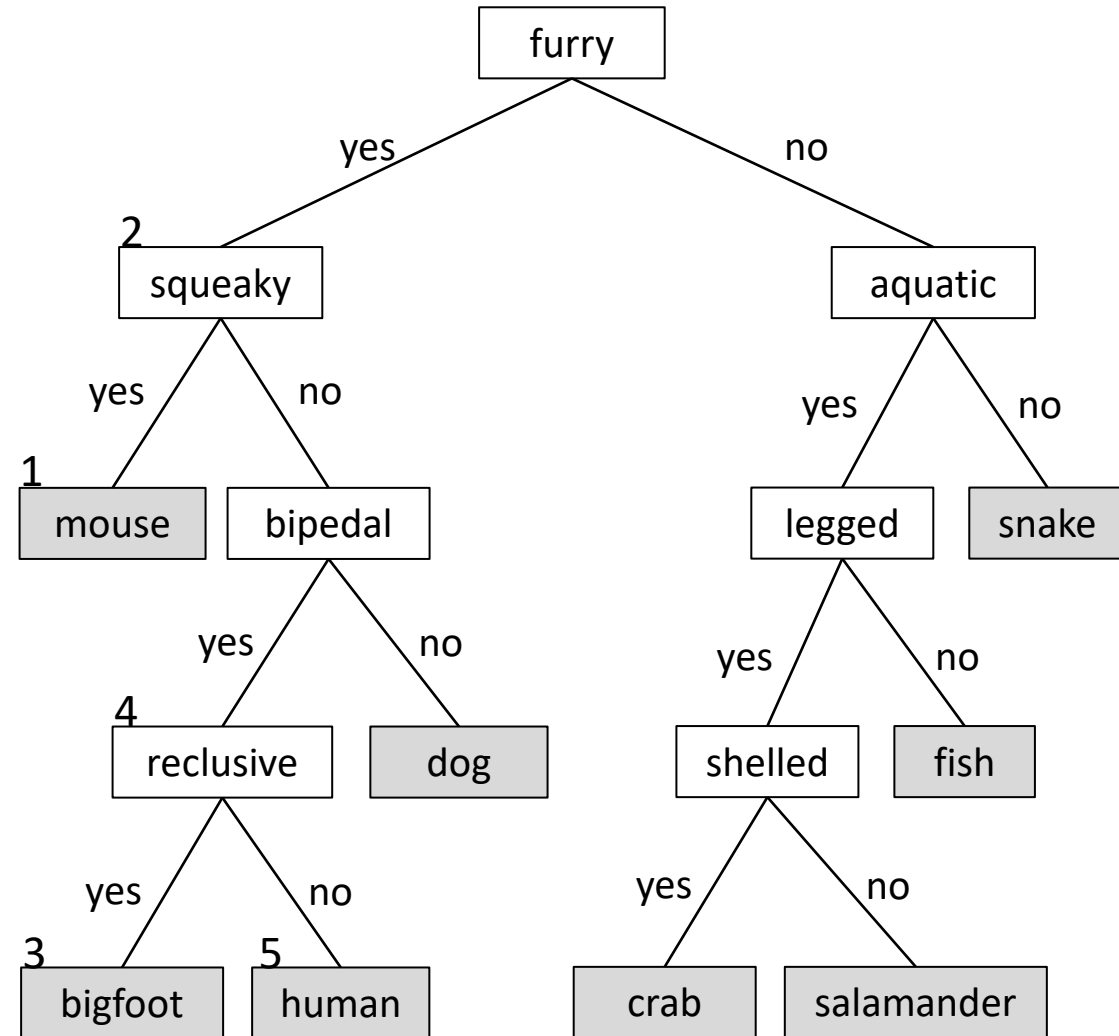 furry
yes no
2
squeaky aquatic
yes no yes no
1
mouse bipedal legged snake
yes no yes no
4
reclusive dog shelled fish
yes no yes no
3 5
bigfoot human crab salamander